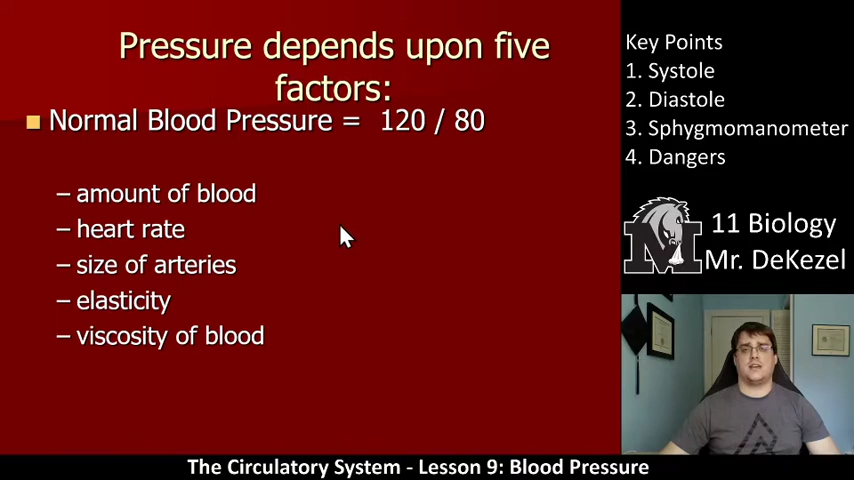 Pressure depends upon five
factors:
Normal Blood Pressure = 120 / 80
– amount of blood
– heart rate
– size of arteries
– elasticity
– viscosity of blood
Key Points
1. Systole
2. Diastole
3. Sphygmomanometer
4. Dangers
M
11 Biology
Mr. DeKezel
The Circulatory System - Lesson 9: Blood Pressure